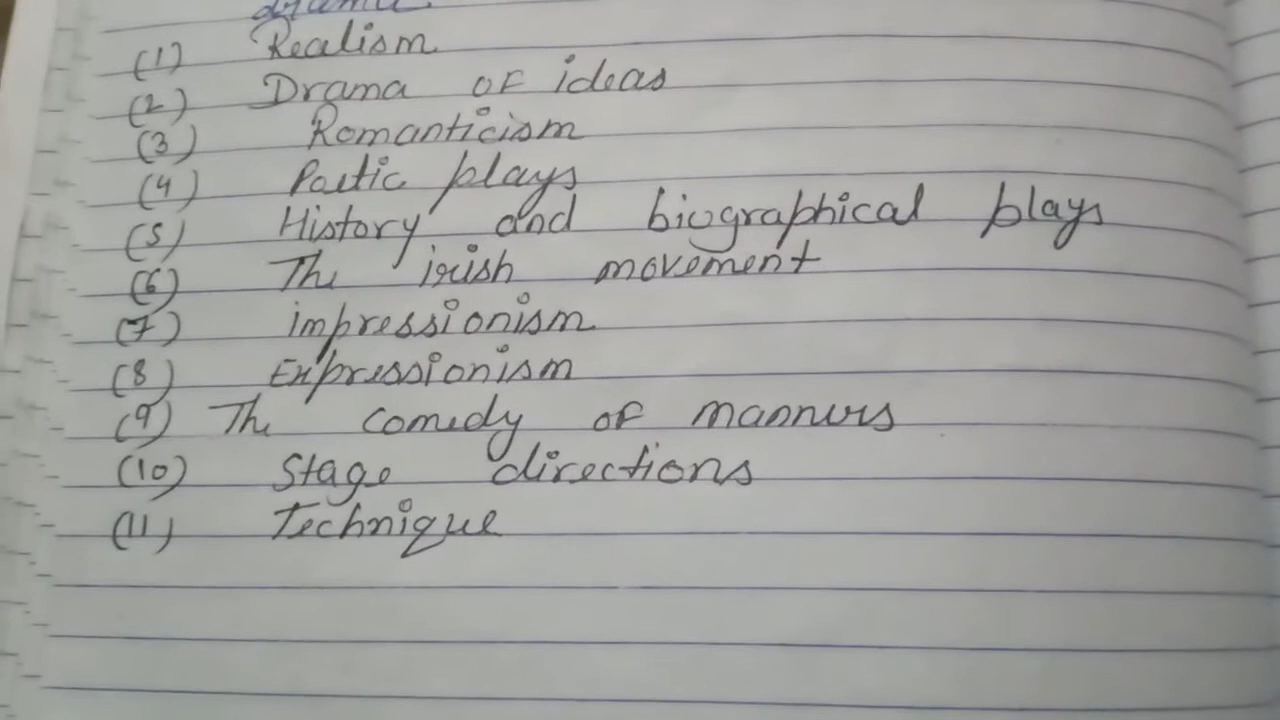 drama.
(1) Realism
(2) Drama of ideas
(3) Romanticism
(4) Poetic plays
(5) History and biographical plays
(6) The irish movement
(7) impressionism
(8) Expressionism
(9) The comedy of manners
(10) Stage directions
(11) Technique